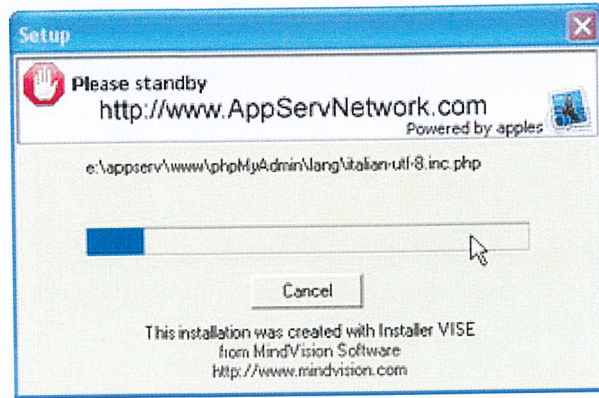 Setup
Please standby
http://www.AppServNetwork.com
Powered by apples
e:\appserv\www\phpMyAdmin\lang\italian-utf-8.inc.php
Cancel
This installation was created with Installer VISE
from MindVision Software
http://www.mindvision.com